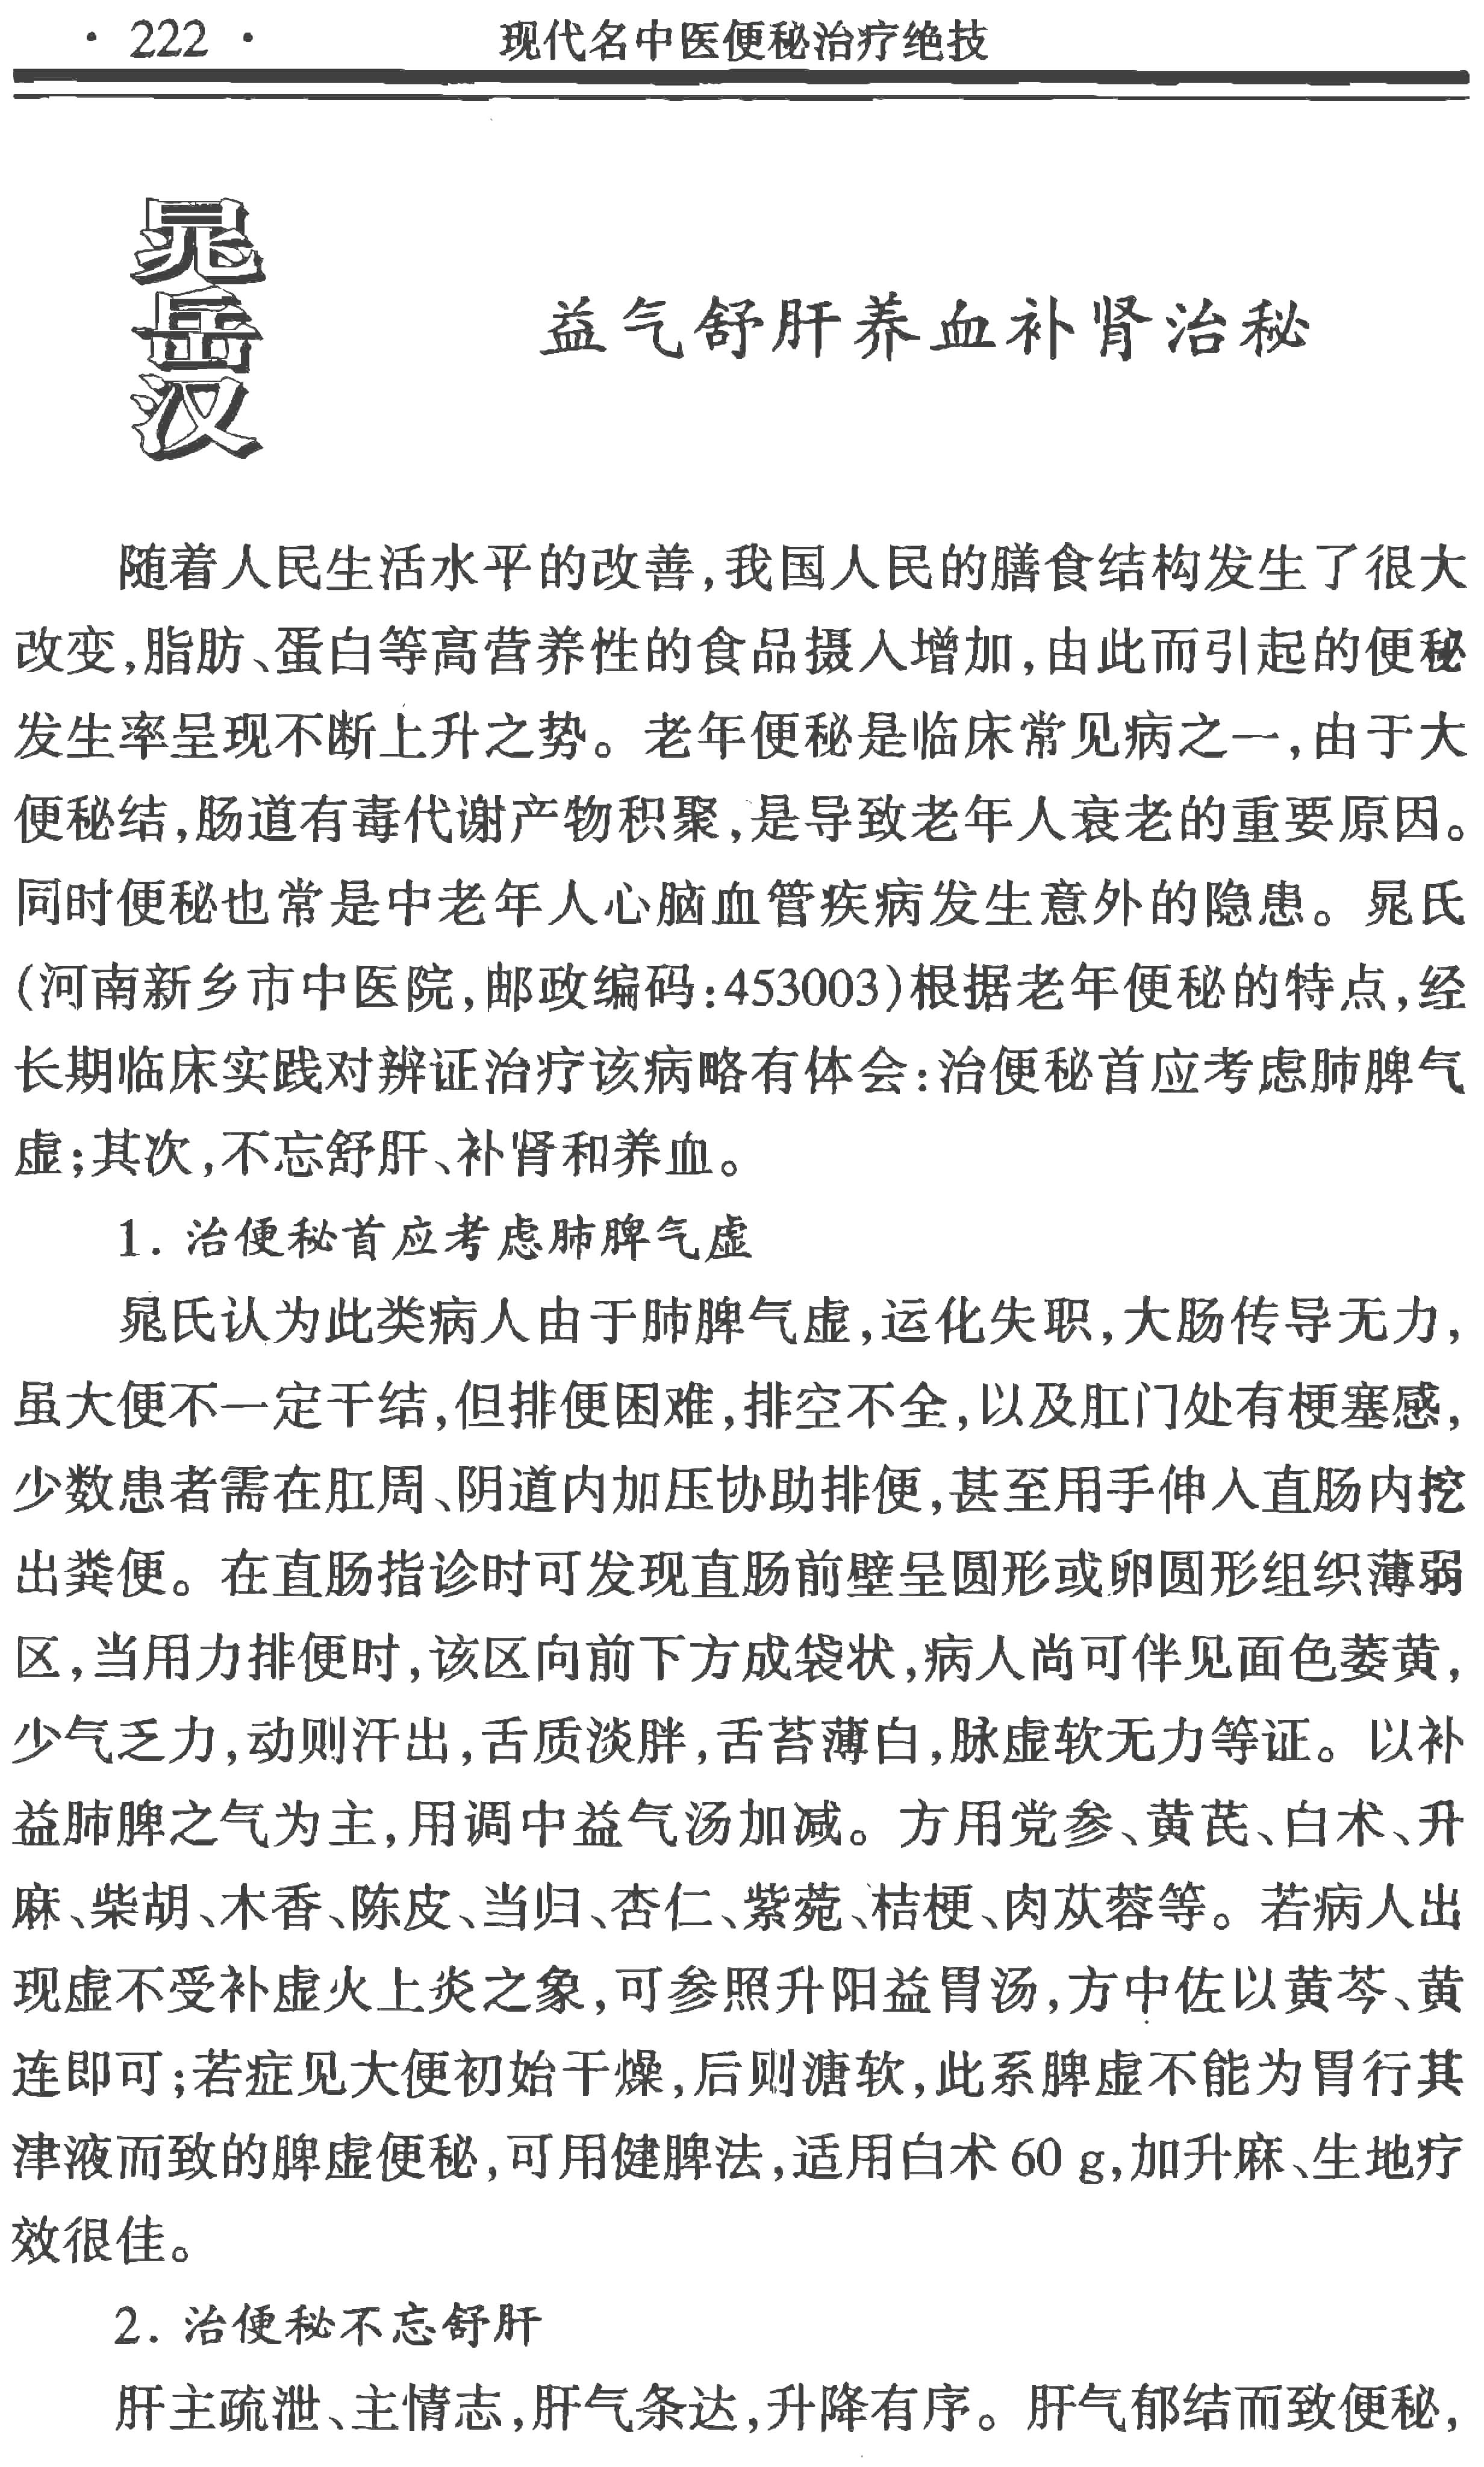 · 222 ·
现代名中医便秘治疗绝技
晁岳汉
益气舒肝养血补肾治秘
随着人民生活水平的改善,我国人民的膳食结构发生了很大
改变,脂肪、蛋白等高营养性的食品摄入增加,由此而引起的便秘
发生率呈现不断上升之势。老年便秘是临床常见病之一,由于大
便秘结,肠道有毒代谢产物积聚,是导致老年人衰老的重要原因。
同时便秘也常是中老年人心脑血管疾病发生意外的隐患。晁氏
(河南新乡市中医院,邮政编码:453003)根据老年便秘的特点,经
长期临床实践对辨证治疗该病略有体会:治便秘首应考虑肺脾气
虚;其次,不忘舒肝、补肾和养血。
1. 治便秘首应考虑肺脾气虚
晁氏认为此类病人由于肺脾气虚,运化失职,大肠传导无力,
虽大便不一定干结,但排便困难,排空不全,以及肛门处有梗塞感,
少数患者需在肛周、阴道内加压协助排便,甚至用手伸入直肠内挖
出粪便。在直肠指诊时可发现直肠前壁呈圆形或卵圆形组织薄弱
区,当用力排便时,该区向前下方成袋状,病人尚可伴见面色萎黄,
少气乏力,动则汗出,舌质淡胖,舌苔薄白,脉虚软无力等证。以补
益肺脾之气为主,用调中益气汤加减。方用党参、黄芪、白术、升
麻、柴胡、木香、陈皮、当归、杏仁、紫菀、桔梗、肉苁蓉等。若病人出
现虚不受补虚火上炎之象,可参照升阳益胃汤,方中佐以黄芩、黄
连即可;若症见大便初始干燥,后则溏软,此系脾虚不能为胃行其
津液而致的脾虚便秘,可用健脾法,适用白术 60 g,加升麻、生地疗
效很佳。
2. 治便秘不忘舒肝
肝主疏泄、主情志,肝气条达,升降有序。肝气郁结而致便秘,